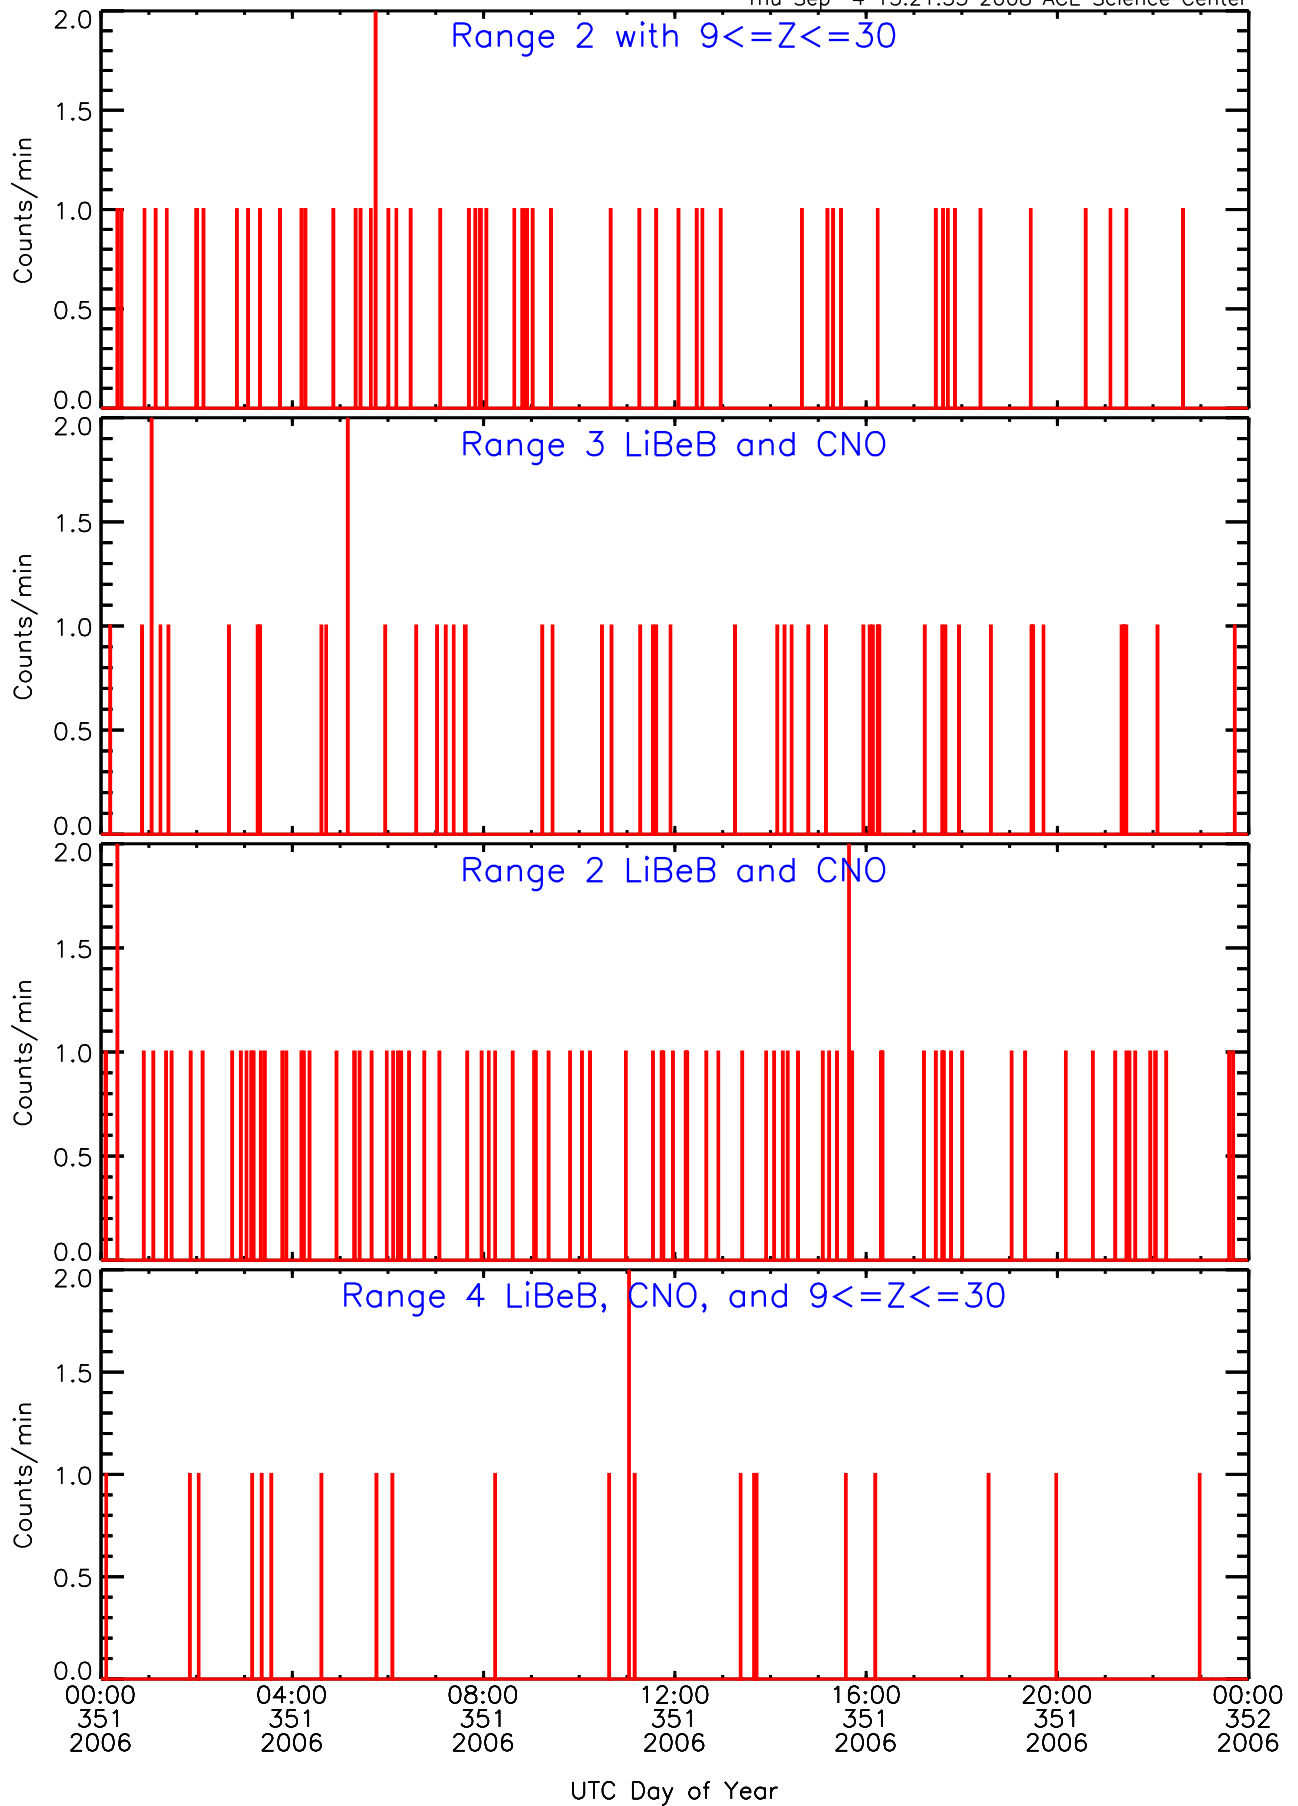 Range 2 with 9<=Z<=30
2.0
1.5
1.0
0.5
0.0
Counts/min
Range 3 LiBeB and CNO
2.0
1.5
1.0
0.5
0.0
Counts/min
Range 2 LiBeB and CNO
2.0
1.5
1.0
0.5
0.0
Counts/min
Range 4 LiBeB, CNO, and 9<=Z<=30
2.0
1.5
1.0
0.5
0.0
Counts/min
00:00 04:00 08:00 12:00 16:00 20:00 00:00
351 351 351 351 351 351 352
2006 2006 2006 2006 2006 2006 2006
UTC Day of Year